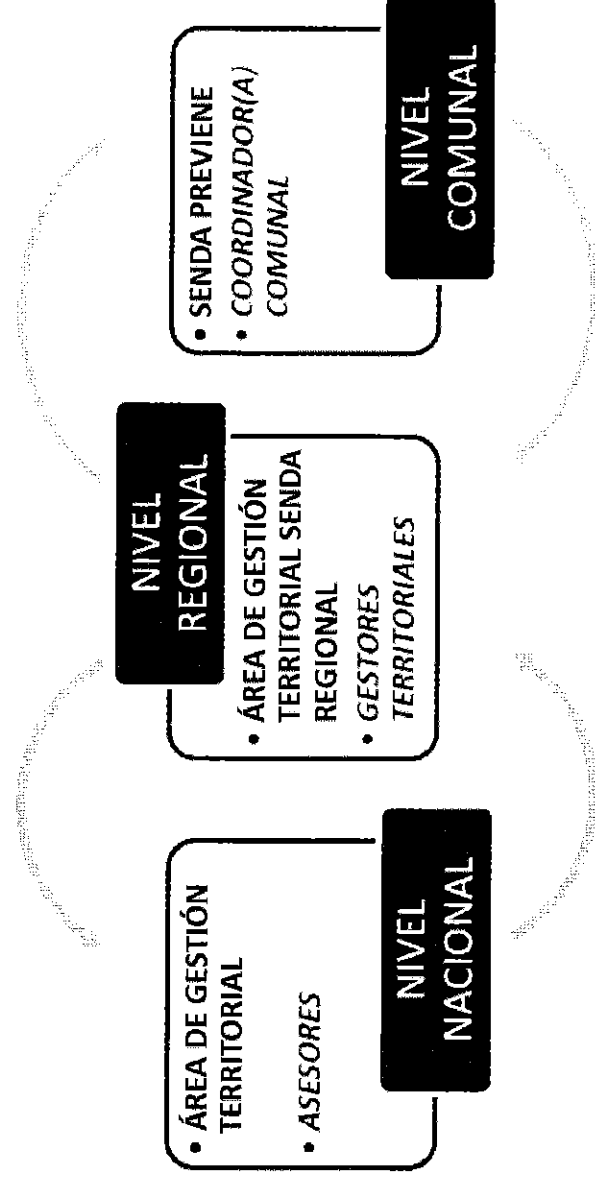 • ÁREA DE GESTIÓN
TERRITORIAL
• ASESORES
NIVEL
NACIONAL
NIVEL
REGIONAL
• ÁREA DE GESTIÓN
TERRITORIAL SENDA
REGIONAL
• GESTORES
TERRITORIALES
• SENDA PREVIENE
• COORDINADOR(A)
COMUNAL
NIVEL
COMUNAL